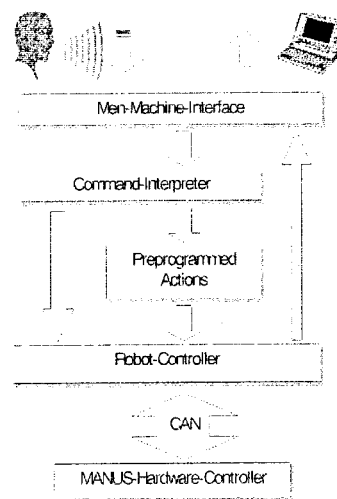 Men-Machine-Interface
Command-Interpreter
Preprogrammed
Actions
Robot-Controller
CAN
MANUS-Hardware-Controller